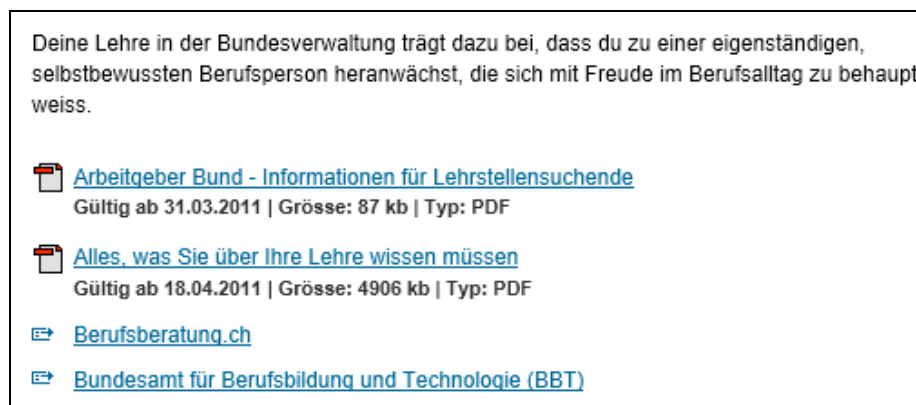 Deine Lehre in der Bundesverwaltung trägt dazu bei, dass du zu einer eigenständigen,
selbstbewussten Berufsperson heranwächst, die sich mit Freude im Berufsalltag zu behaupt
weiss.
Arbeitgeber Bund - Informationen für Lehrstellensuchende
Gültig ab 31.03.2011 | Grösse: 87 kb | Typ: PDF
Alles, was Sie über Ihre Lehre wissen müssen
Gültig ab 18.04.2011 | Grösse: 4906 kb | Typ: PDF
Berufsberatung.ch
Bundesamt für Berufsbildung und Technologie (BBT)